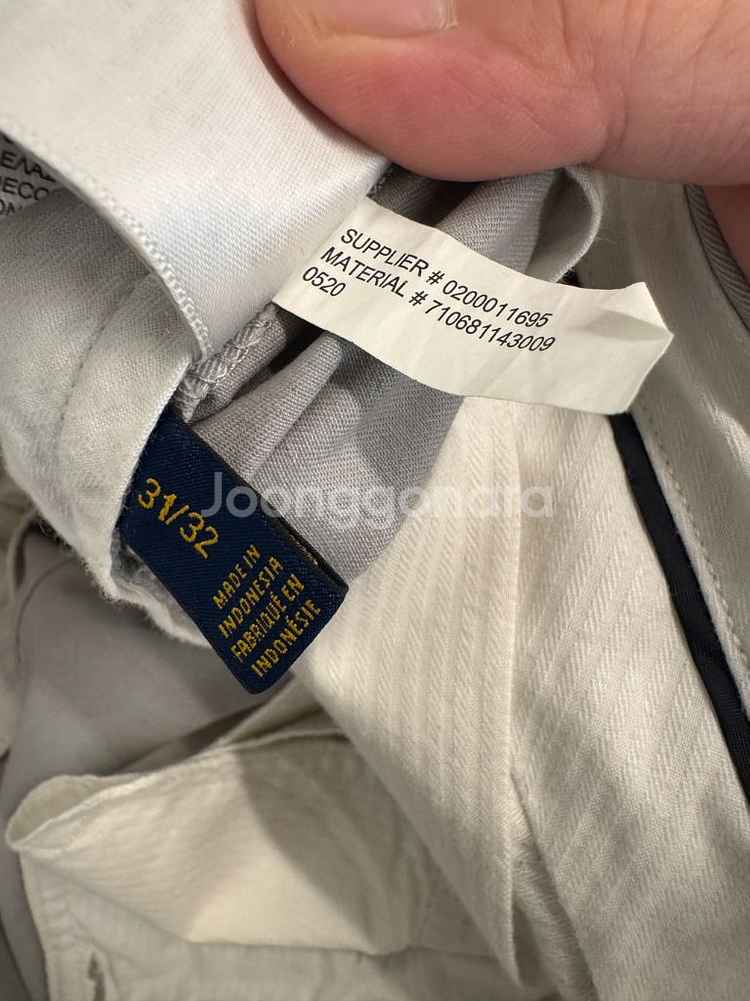 SUPPLIER # 0200011695
MATERIAL # 710681143009
0520
Joonggonara
31/32
MADE IN
INDONESIA
FABRIQUÉ EN
INDONÉSIE